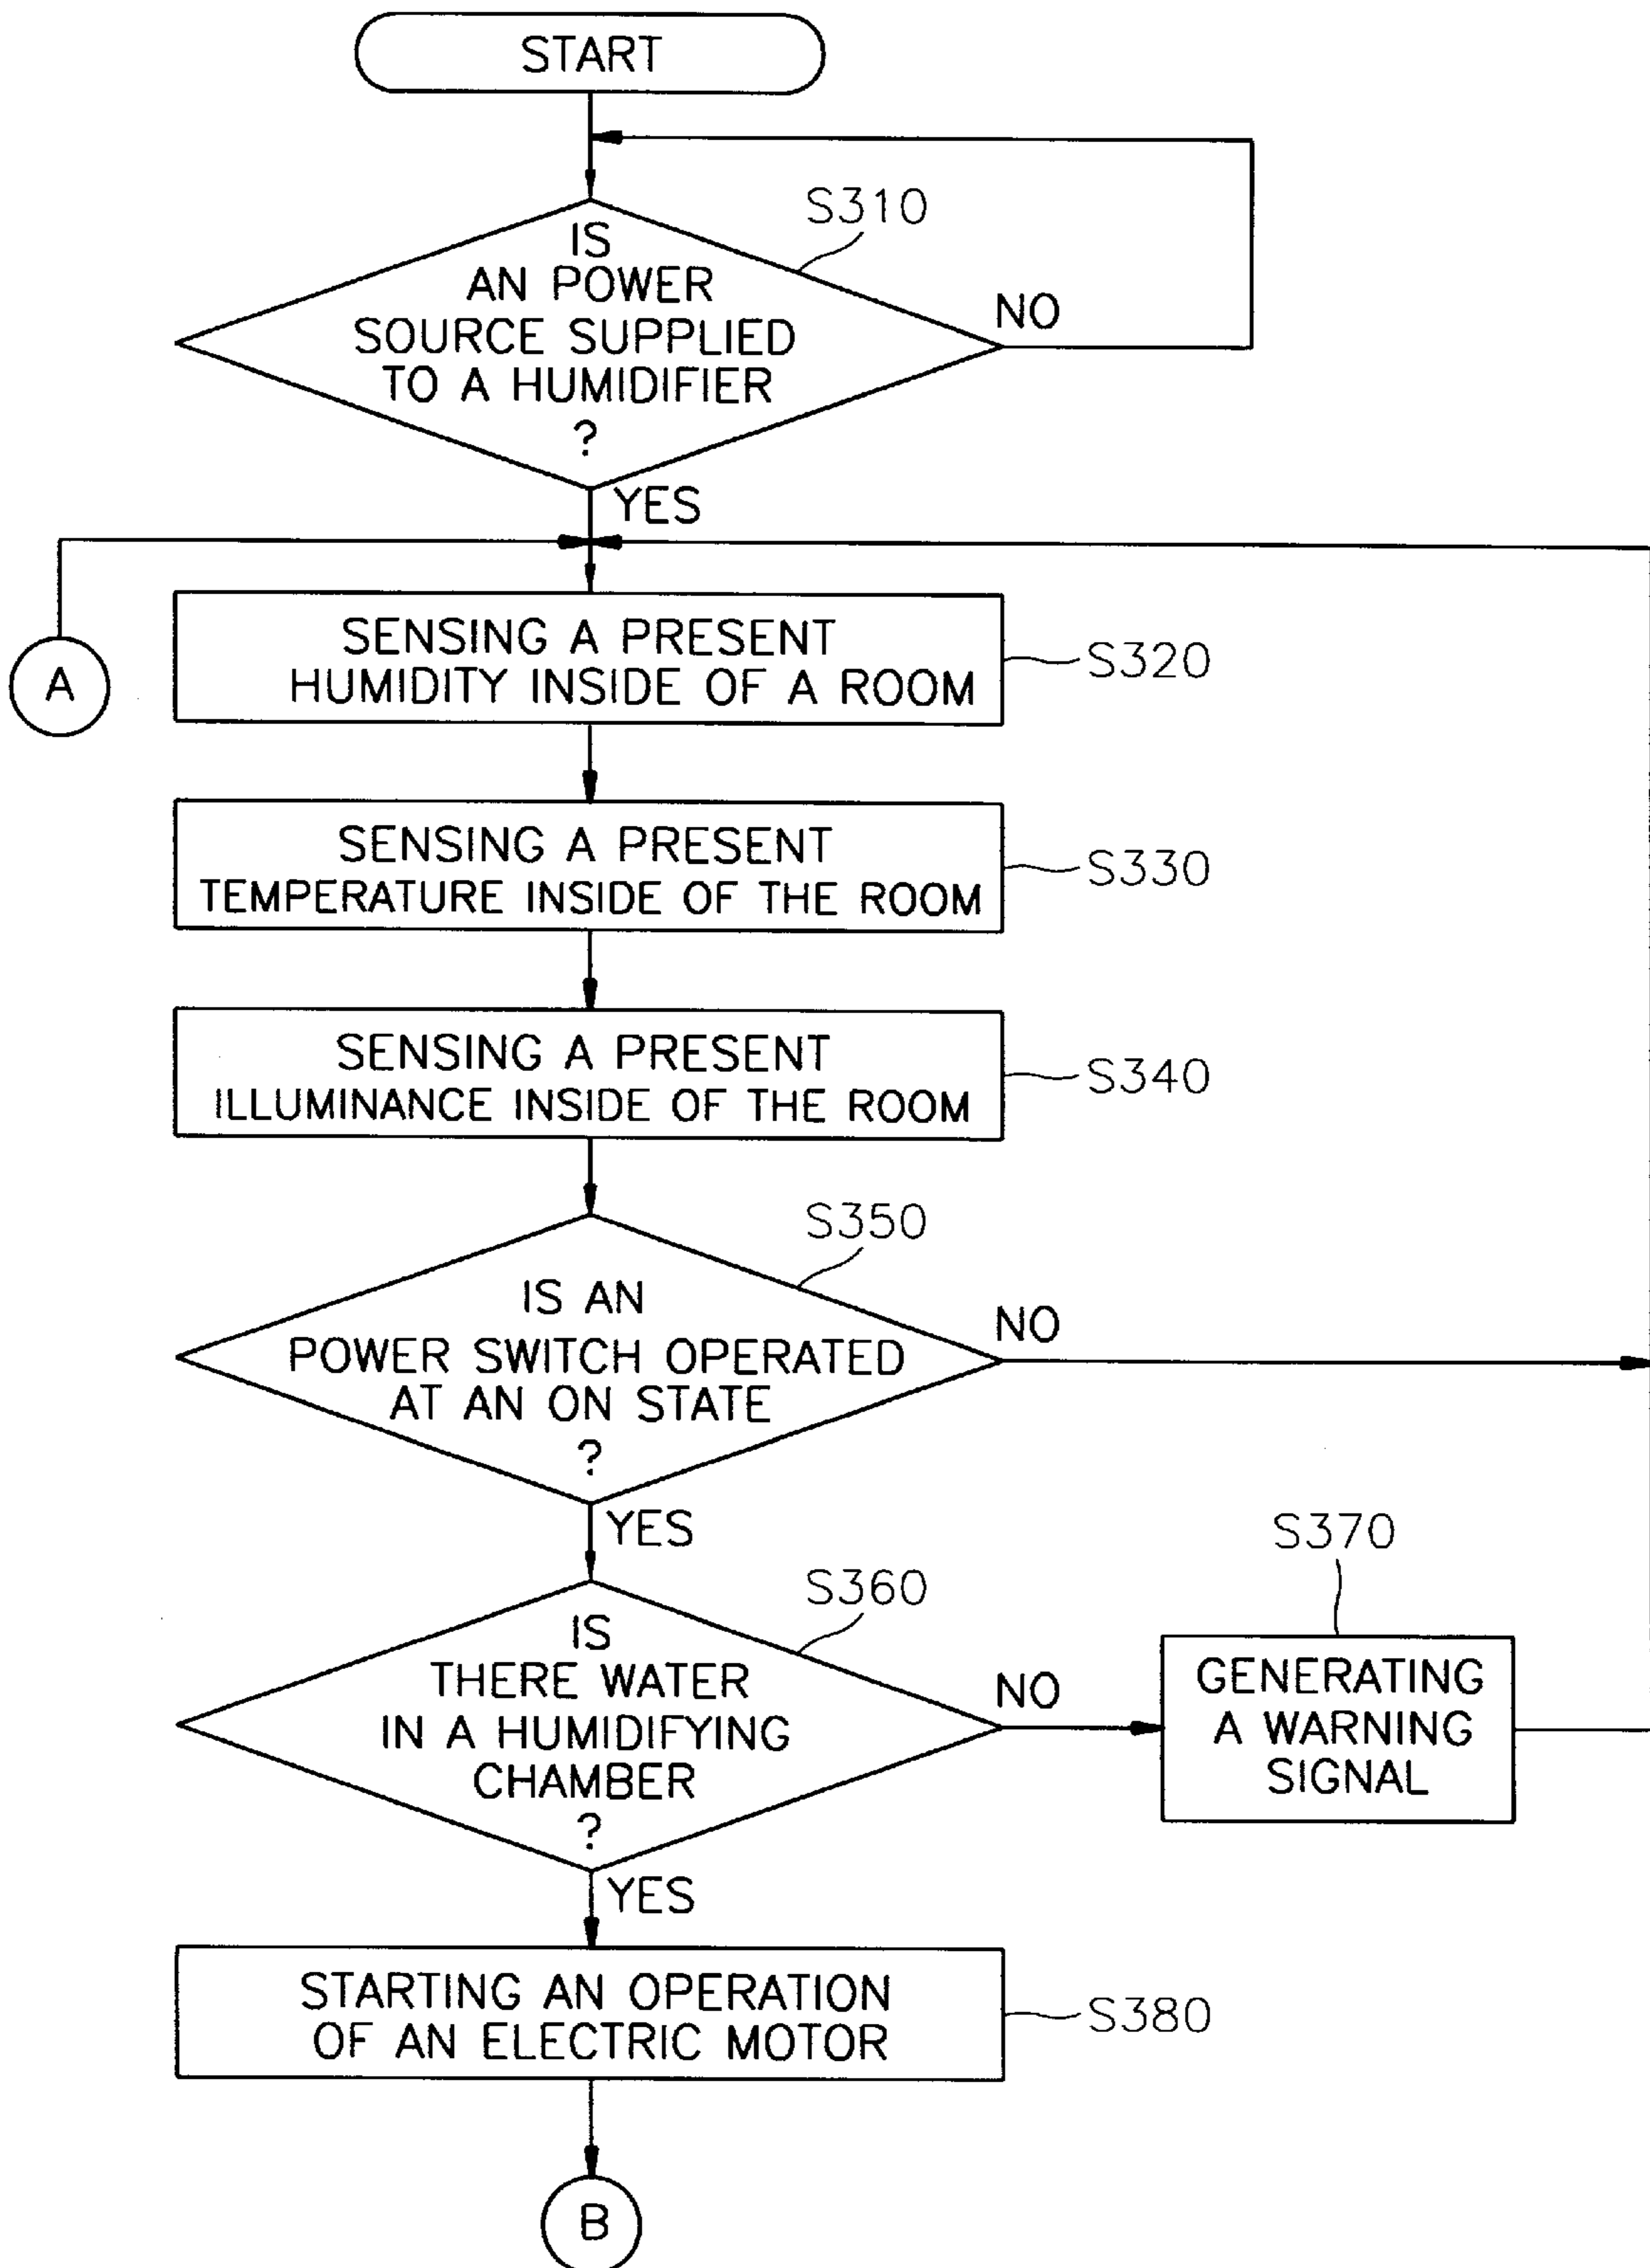 START
S310
IS
AN POWER
SOURCE SUPPLIED
TO A HUMIDIFIER
?
NO
YES
A
SENSING A PRESENT
HUMIDITY INSIDE OF A ROOM
S320
SENSING A PRESENT
TEMPERATURE INSIDE OF THE ROOM
S330
SENSING A PRESENT
ILLUMINANCE INSIDE OF THE ROOM
S340
S350
IS AN
POWER SWITCH OPERATED
AT AN ON STATE
?
NO
YES
S360
IS
THERE WATER
IN A HUMIDIFYING
CHAMBER
?
NO
S370
GENERATING
A WARNING
SIGNAL
YES
STARTING AN OPERATION
OF AN ELECTRIC MOTOR
S380
B